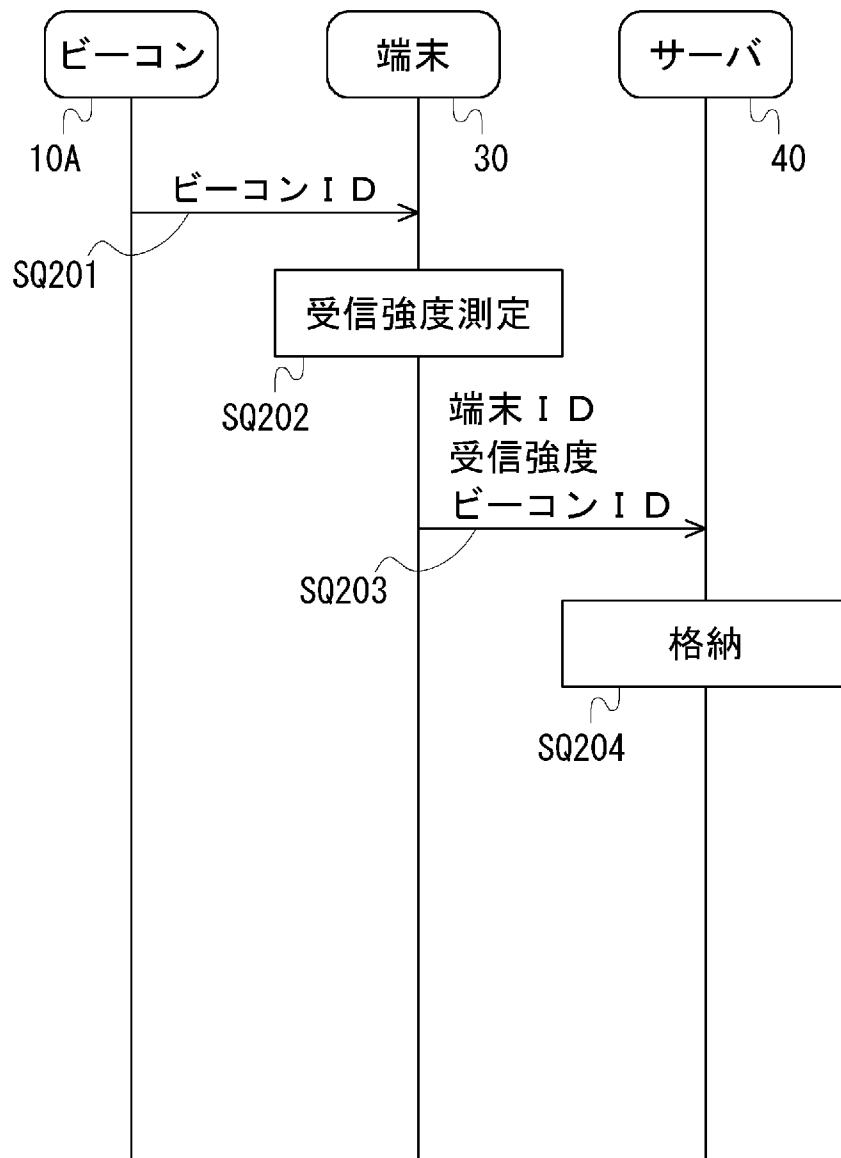 ビーコン
端末
サーバ
10A
30
40
ビーコンＩＤ
SQ201
受信強度測定
SQ202
端末ＩＤ
受信強度
ビーコンＩＤ
SQ203
格納
SQ204